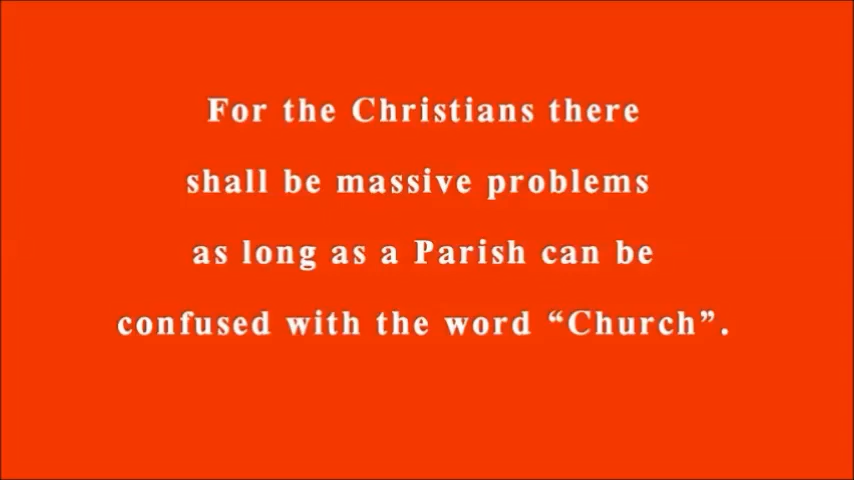 For the Christians there
shall be massive problems
as long as a Parish can be
confused with the word “Church”.